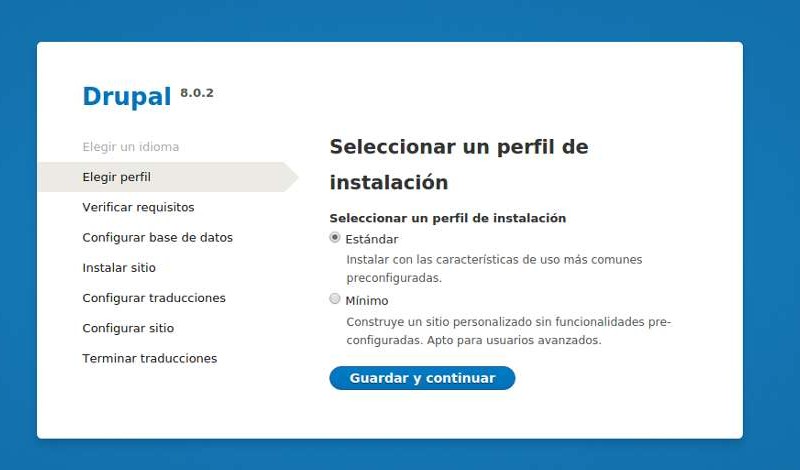 Drupal 8.0.2
Elegir un idioma
Elegir perfil
Verificar requisitos
Configurar base de datos
Instalar sitio
Configurar traducciones
Configurar sitio
Terminar traducciones
Seleccionar un perfil de
instalación
Seleccionar un perfil de instalación
Estándar
Instalar con las características de uso más comunes
preconfiguradas.
Mínimo
Construye un sitio personalizado sin funcionalidades pre-
configuradas. Apto para usuarios avanzados.
Guardar y continuar